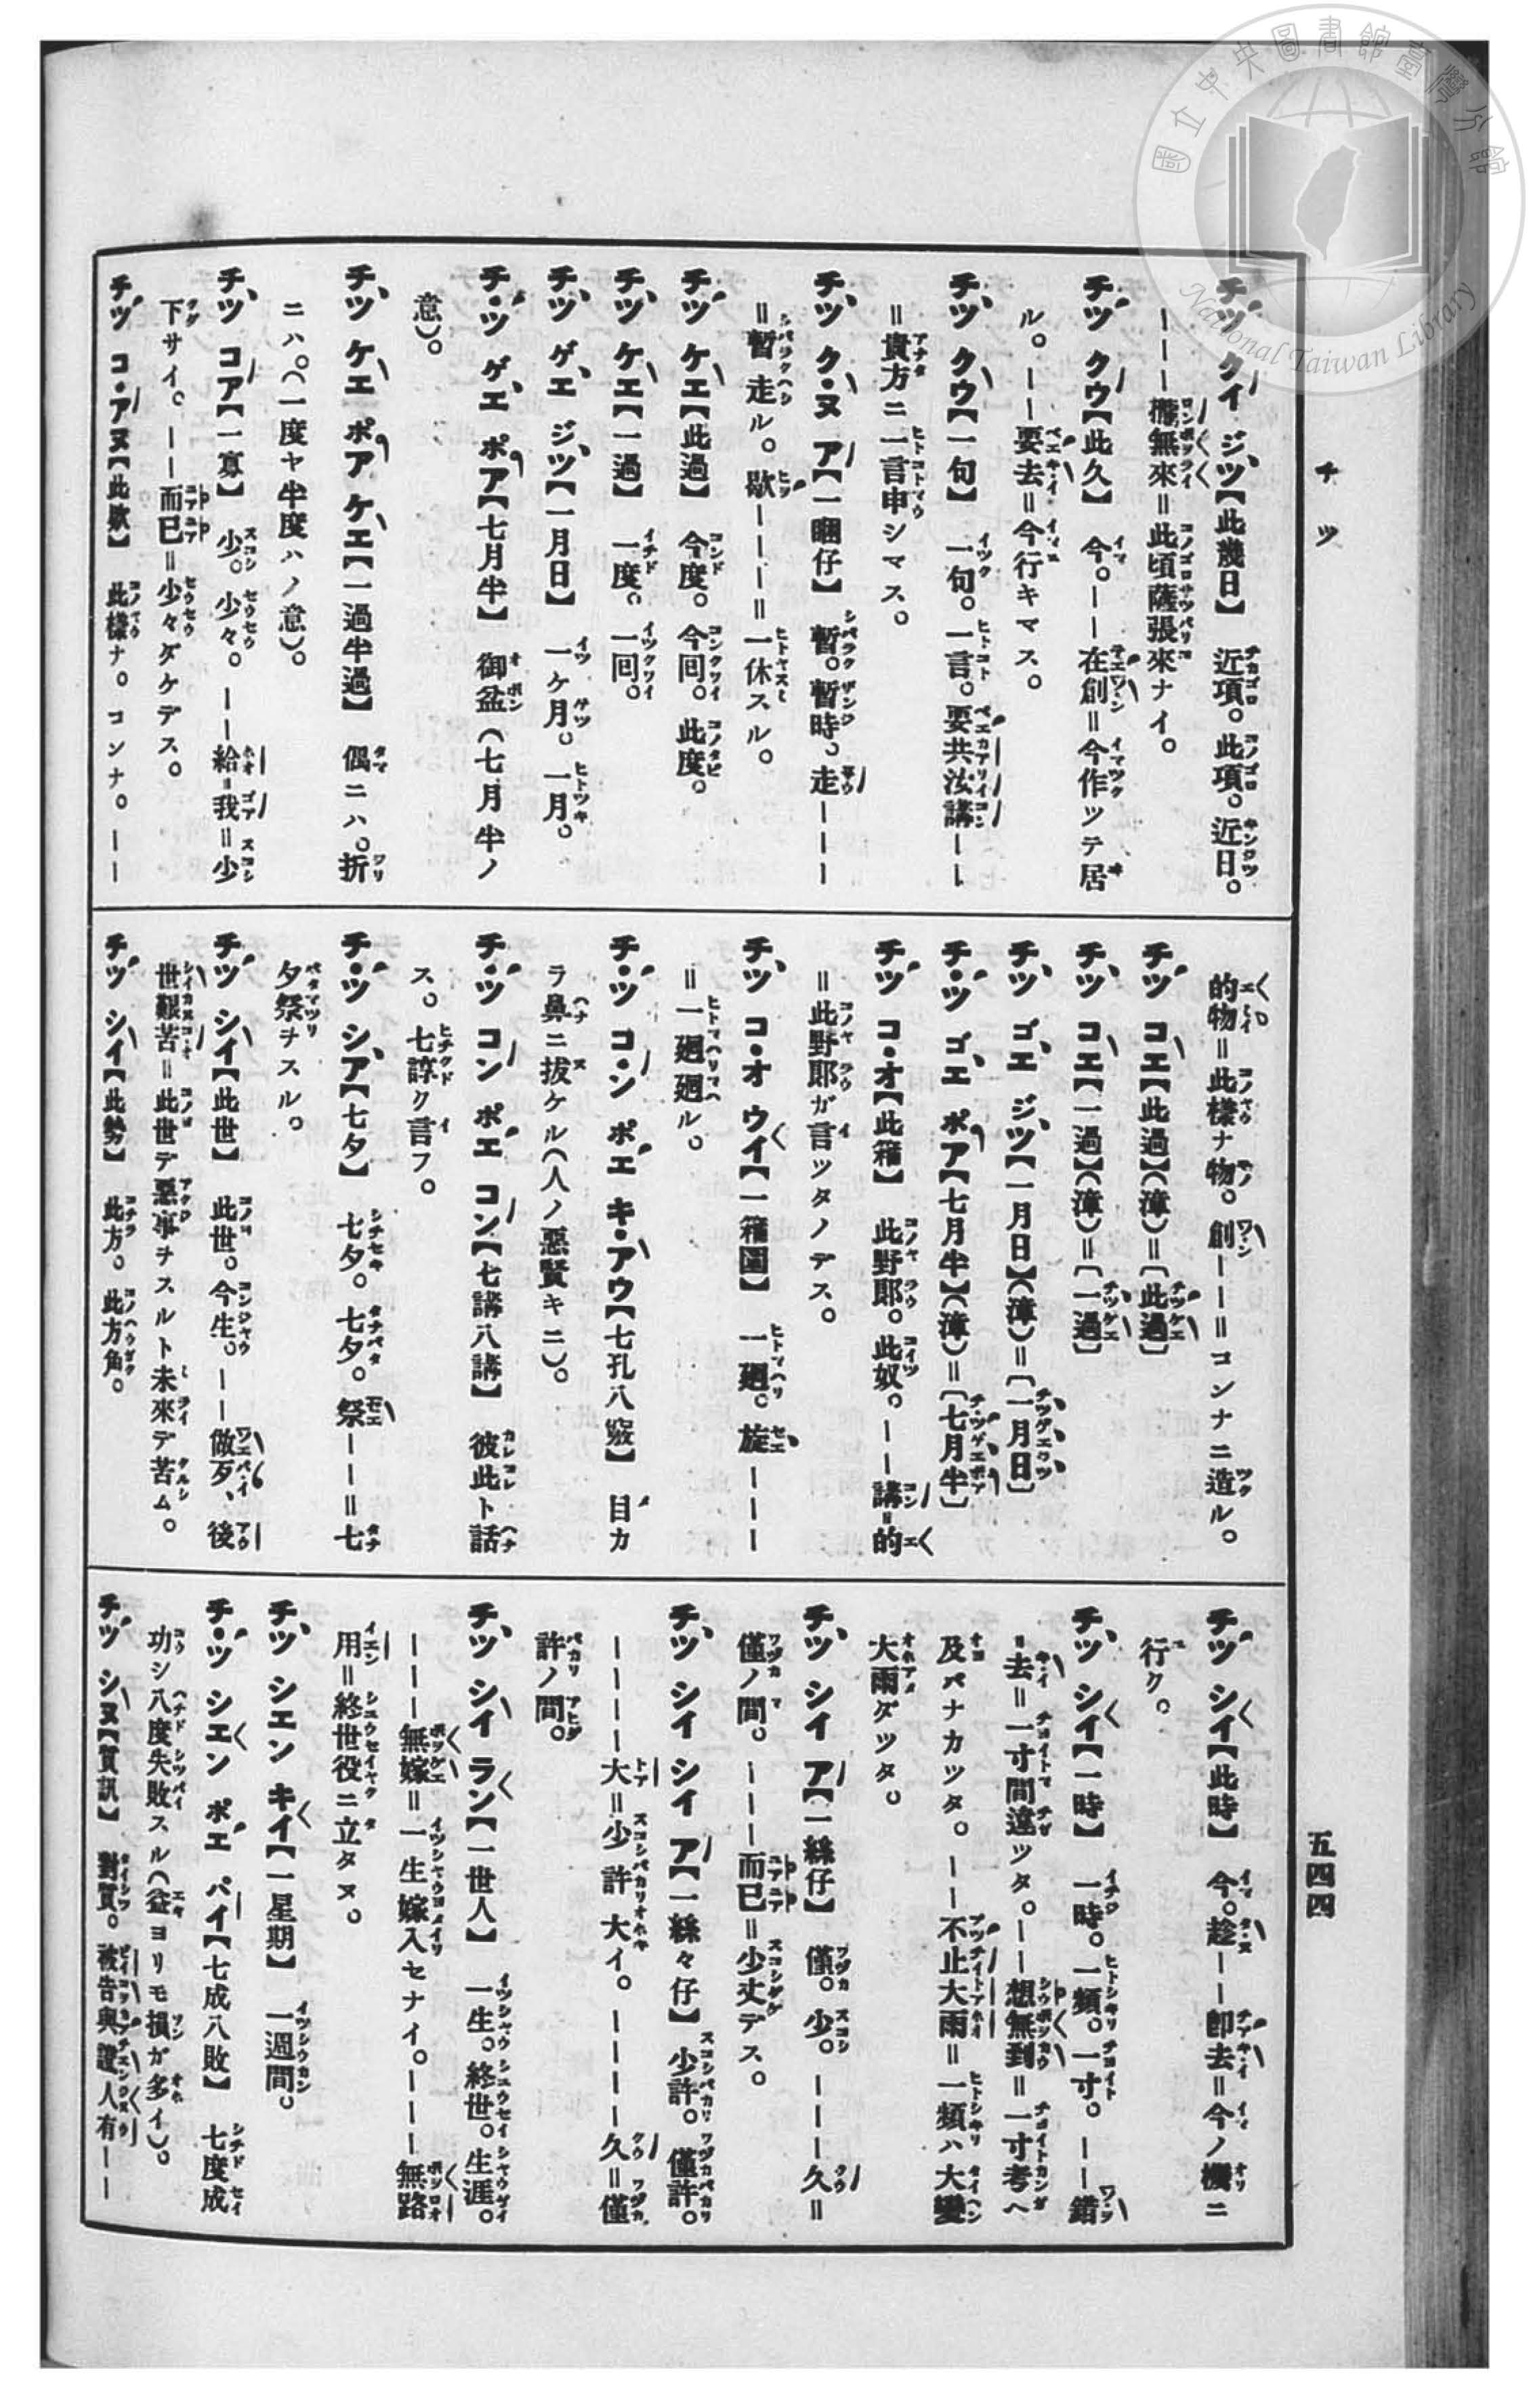 國立中央圖書館臺灣分館
National Taiwan Library
チツ
五四四
チツ クイ ジツ【此幾日】 近項。此項。近日。
ーーー攏無來＝此頃薩張來ナイ。
チツ クウ【此久】 今。ーー在創＝今作ツテ居
ル。ーー要去＝今行キマス。
チツ クウ【一句】 一句。一言。要共汝講ーー
＝貴方ニ一言申シマス。
チツ ク・ヌ ア【一睏仔】 暫。暫時。走ーーー
＝暫走ル。歇ーーー＝一休スル。
チツ ケエ【此過】 今度。今囘。此度。
チツ ケエ【一過】 一度。一囘。
チツ ゲエ ジツ【一月日】 一ケ月。一月。
チ・ツ ゲエ ポア【七月半】 御盆（七月半ノ
意）。
チツ ケエ ポア ケエ【一過半過】 偶ニハ。折
ニハ。（一度ヤ半度ハノ意）。
チツ コア【一寡】 少。少々。ーー給我＝少
下サイ。ーー而已＝少々ダケデス。
チツ コ・アヌ【此欵】 此樣ナ。コンナ。ーー
的物＝此樣ナ物。創ーー＝コンナニ造ル。
チツ コエ【此過】（漳）＝〔此過〕
チツ コエ【一過】（漳）＝〔一過〕
チツ ゴエ ジツ【一月日】（漳）＝〔一月日〕
チ・ツ ゴエ ポア【七月半】（漳）＝〔七月半〕
チツ コ・オ【此箍】 此野郎。此奴。ーー講的
＝此野郎ガ言ツタノデス。
チツ コ・オ ウイ【一箍圍】 一廻。旋ーーー
＝一廻廻ル。
チ・ツ コ・ン ポエ キ・アウ【七孔八竅】 目カ
ラ鼻ニ拔ケル（人ノ惡賢キニ）。
チ・ツ コン ポエ コン【七講八講】 彼此ト話
ス。七諄ク言フ。
チ・ツ シア【七夕】 七夕。七夕。祭ーーー＝七
夕祭ヲスル。
チツ シイ【此世】 此世。今生。ーー做歹、後
世艱苦＝此世デ惡事ヲスルト未來デ苦ム。
チツ シイ【此勢】 此方。此方角。
チツ シイ【此時】 今。趁ーー卽去＝今ノ機ニ
行ク。
チツ シイ【一時】 一時。一頻。一寸。ーー錯
去＝一寸間違ツタ。ーー想無到＝一寸考ヘ
及バナカツタ。ーー不止大雨＝一頻ハ大變
大雨ダツタ。
チツ シイ ア【一絲仔】 僅。少。ーーー久＝
僅ノ間。ーーー而已＝少丈デス。
チツ シイ シイ ア【一絲々仔】 少許。僅許。
ーーーー大＝少許大イ。ーーーー久＝僅
許ノ間。
チツ シイ ラン【一世人】 一生。終世。生涯。
ーーー無嫁＝一生嫁入セナイ。ーーー無路
用＝終世役ニ立タヌ。
チツ シエン キイ【一星期】 一週間。
チ・ツ シエン ポエ パイ【七成八敗】 七度成
功シ八度失敗スル（益ヨリモ損ガ多イ）。
チツ シヌ【質訊】 對質。被告與證人有ーー